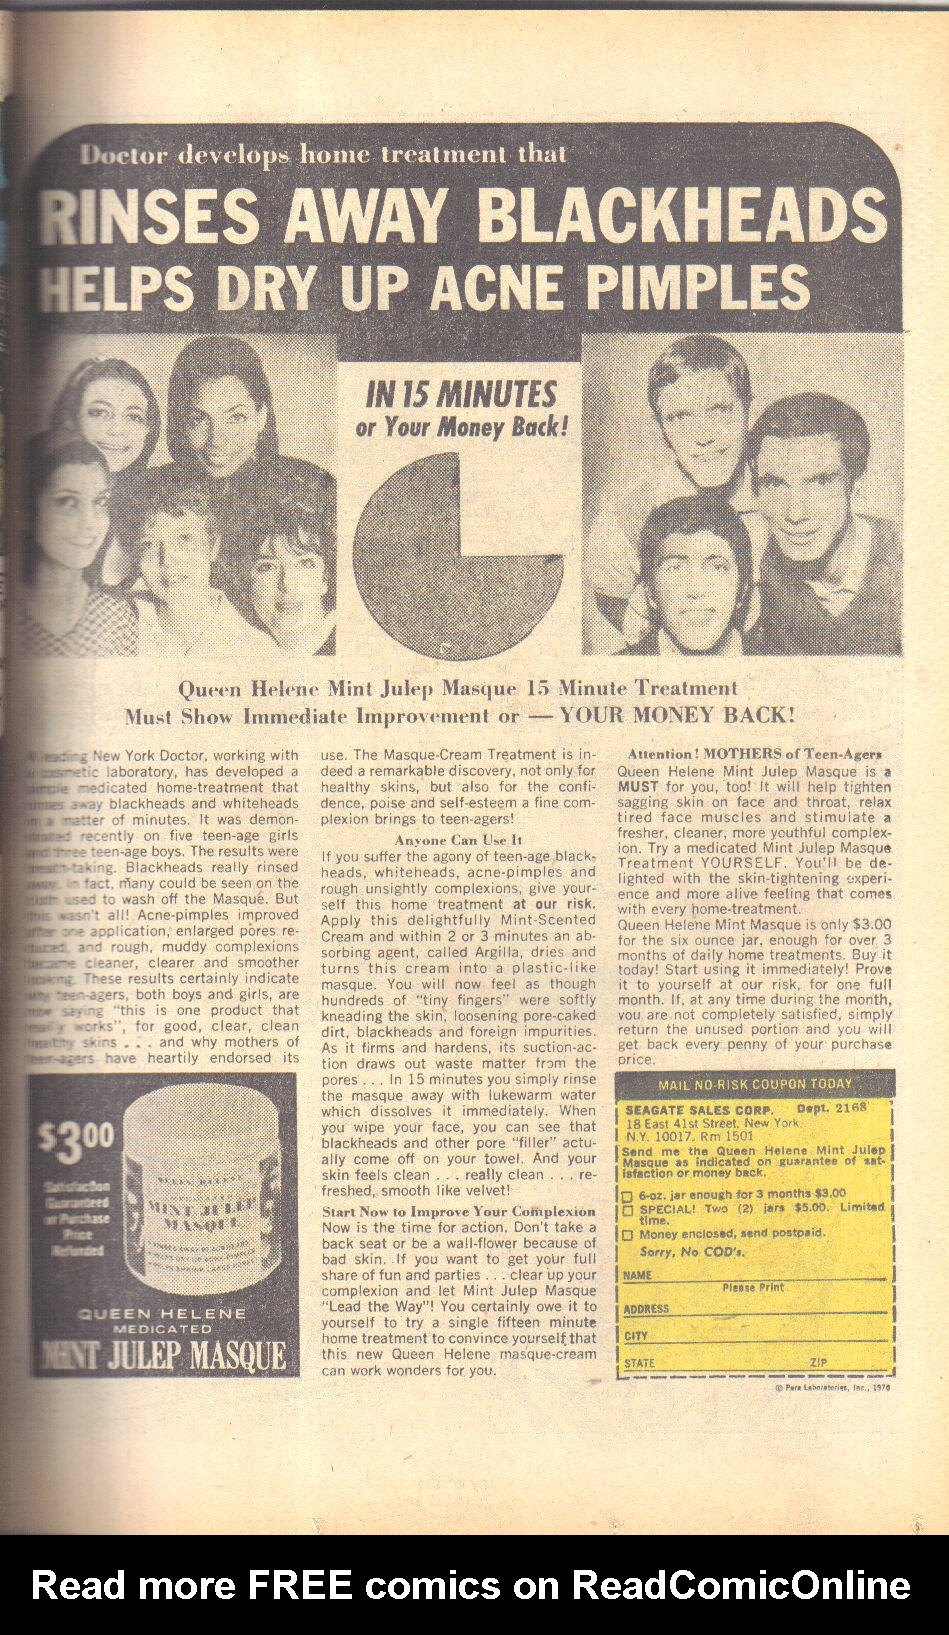 Doctor develops home treatment that
RINSES AWAY BLACKHEADS
HELPS DRY UP ACNE PIMPLES
IN 15 MINUTES
or Your Money Back!
Queen Helene Mint Julep Masque 15 Minute Treatment
Must Show Immediate Improvement or — YOUR MONEY BACK!
New York Doctor, working with
cosmetic laboratory, has developed a
medicated home-treatment that
away blackheads and whiteheads
matter of minutes. It was demon-
recently on five teen-age girls
teen-age boys. The results were
taking. Blackheads really rinsed
In fact, many could be seen on the
used to wash off the Masque. But
wasn't all! Acne-pimples improved
application, enlarged pores re-
and rough, muddy complexions
cleaner, clearer and smoother
These results certainly indicate
teen-agers, both boys and girls, are
saying "this is one product that
works", for good, clear, clean
skins . . . and why mothers of
teen-agers have heartily endorsed its
$3.00
Satisfaction
Guaranteed
or Purchase
Price
Refunded
QUEEN HELENE
MINT JULEP
MASQUE
QUEEN HELENE
MEDICATED
MINT JULEP MASQUE
use. The Masque-Cream Treatment is in-
deed a remarkable discovery, not only for
healthy skins, but also for the confi-
dence, poise and self-esteem a fine com-
plexion brings to teen-agers!
Anyone Can Use It
If you suffer the agony of teen-age black-
heads, whiteheads, acne-pimples and
rough unsightly complexions, give your-
self this home treatment at our risk.
Apply this delightfully Mint-Scented
Cream and within 2 or 3 minutes an ab-
sorbing agent, called Argilla, dries and
turns this cream into a plastic-like
masque. You will now feel as though
hundreds of "tiny fingers" were softly
kneading the skin, loosening pore-caked
dirt, blackheads and foreign impurities.
As it firms and hardens, its suction-ac-
tion draws out waste matter from the
pores . . . In 15 minutes you simply rinse
the masque away with lukewarm water
which dissolves it immediately. When
you wipe your face, you can see that
blackheads and other pore "filler" actu-
ally come off on your towel. And your
skin feels clean . . . really clean . . . re-
freshed, smooth like velvet!
Start Now to Improve Your Complexion
Now is the time for action. Don't take a
back seat or be a wall-flower because of
bad skin. If you want to get your full
share of fun and parties . . . clear up your
complexion and let Mint Julep Masque
"Lead the Way"! You certainly owe it to
yourself to try a single fifteen minute
home treatment to convince yourself that
this new Queen Helene masque-cream
can work wonders for you.
Attention! MOTHERS of Teen-Agers
Queen Helene Mint Julep Masque is a
MUST for you, too! It will help tighten
sagging skin on face and throat, relax
tired face muscles and stimulate a
fresher, cleaner, more youthful complex-
ion. Try a medicated Mint Julep Masque
Treatment YOURSELF. You'll be de-
lighted with the skin-tightening experi-
ence and more alive feeling that comes
with every home-treatment.
Queen Helene Mint Masque is only $3.00
for the six ounce jar, enough for over 3
months of daily home treatments. Buy it
today! Start using it immediately! Prove
it to yourself at our risk, for one full
month. If, at any time during the month,
you are not completely satisfied, simply
return the unused portion and you will
get back every penny of your purchase
price.
MAIL NO-RISK COUPON TODAY
SEAGATE SALES CORP. Dept. 2168
18 East 41st Street, New York,
N.Y. 10017, Rm 1501
Send me the Queen Helene Mint Julep
Masque as indicated on guarantee of sat-
isfaction or money back.
□ 6-oz. jar enough for 3 months $3.00
□ SPECIAL! Two (2) jars $5.00. Limited
time.
□ Money enclosed, send postpaid.
Sorry, No COD's.
NAME
Please Print
ADDRESS
CITY
STATE ZIP
© Para Laboratories, Inc., 1970
Read more FREE comics on ReadComicOnline